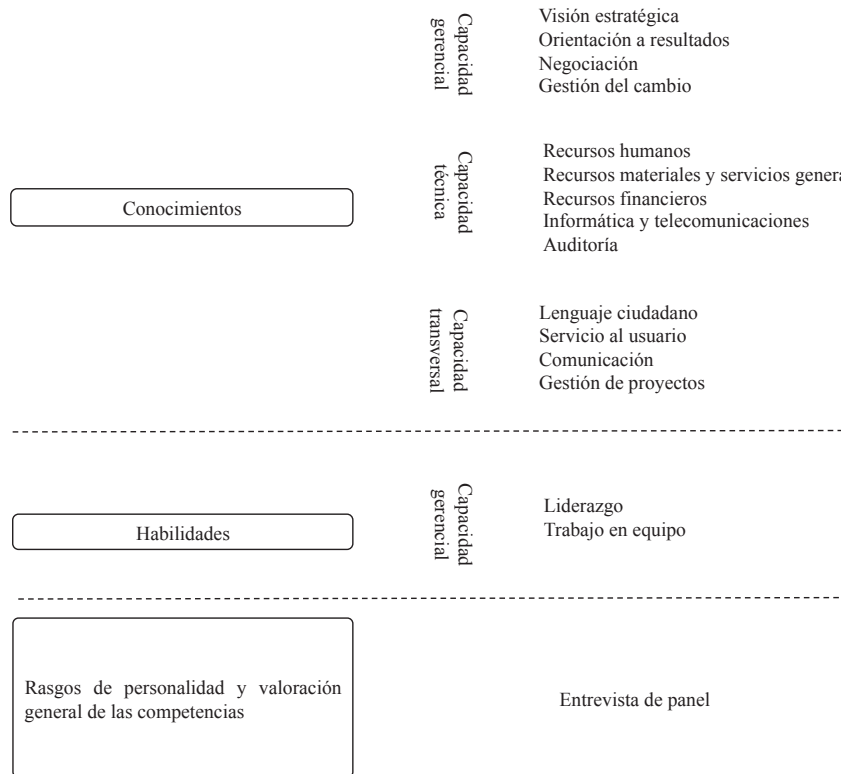 Capacidad
gerencial
Visión estratégica
Orientación a resultados
Negociación
Gestión del cambio
Conocimientos
Capacidad
técnica
Recursos humanos
Recursos materiales y servicios genera
Recursos financieros
Informática y telecomunicaciones
Auditoría
Capacidad
transversal
Lenguaje ciudadano
Servicio al usuario
Comunicación
Gestión de proyectos
Habilidades
Capacidad
gerencial
Liderazgo
Trabajo en equipo
Rasgos de personalidad y valoración
general de las competencias
Entrevista de panel